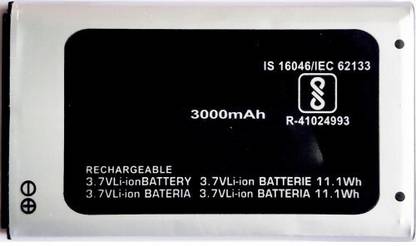 IS 16046/IEC 62133
3000mAh
R-41024993
RECHARGEABLE
3.7VLi-ionBATTERY 3.7VLi-ion BATTERIE 11.1Wh
3.7VLi-ion BATERIA 3.7VLi-ion BATTERIA 11.1Wh